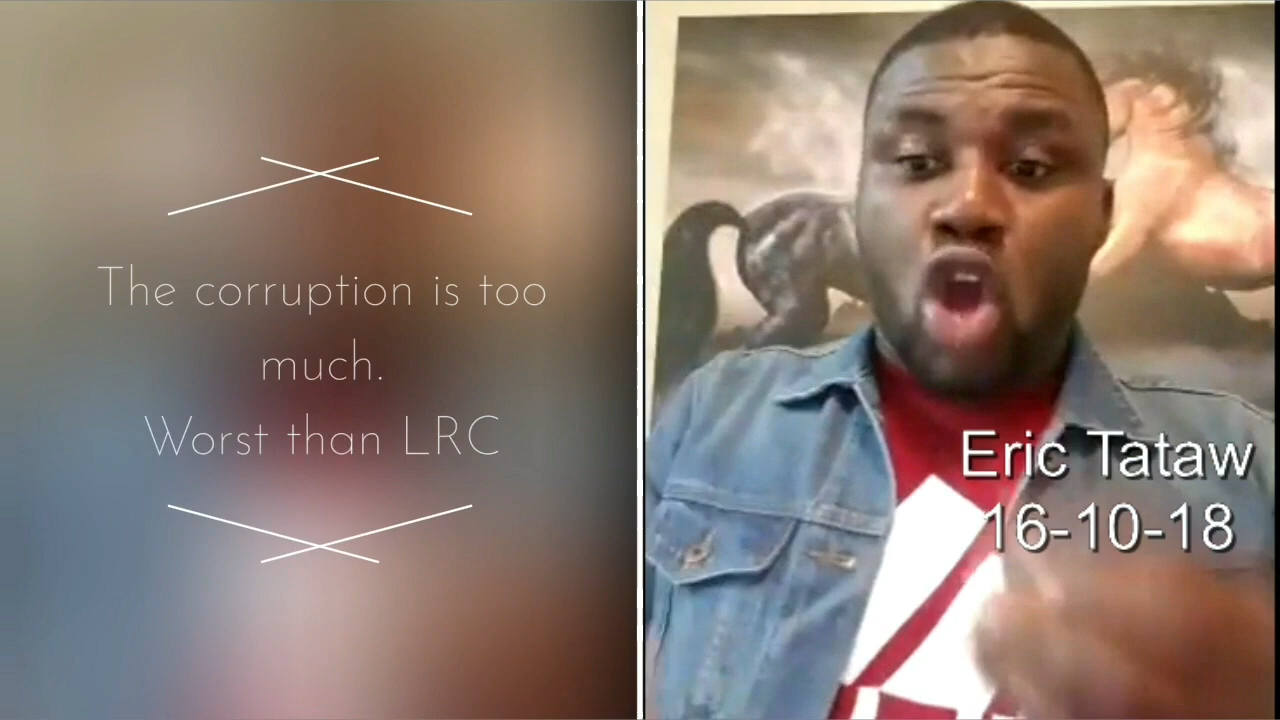 The corruption is too
much.
Worst than LRC
Eric Tataw
16-10-18